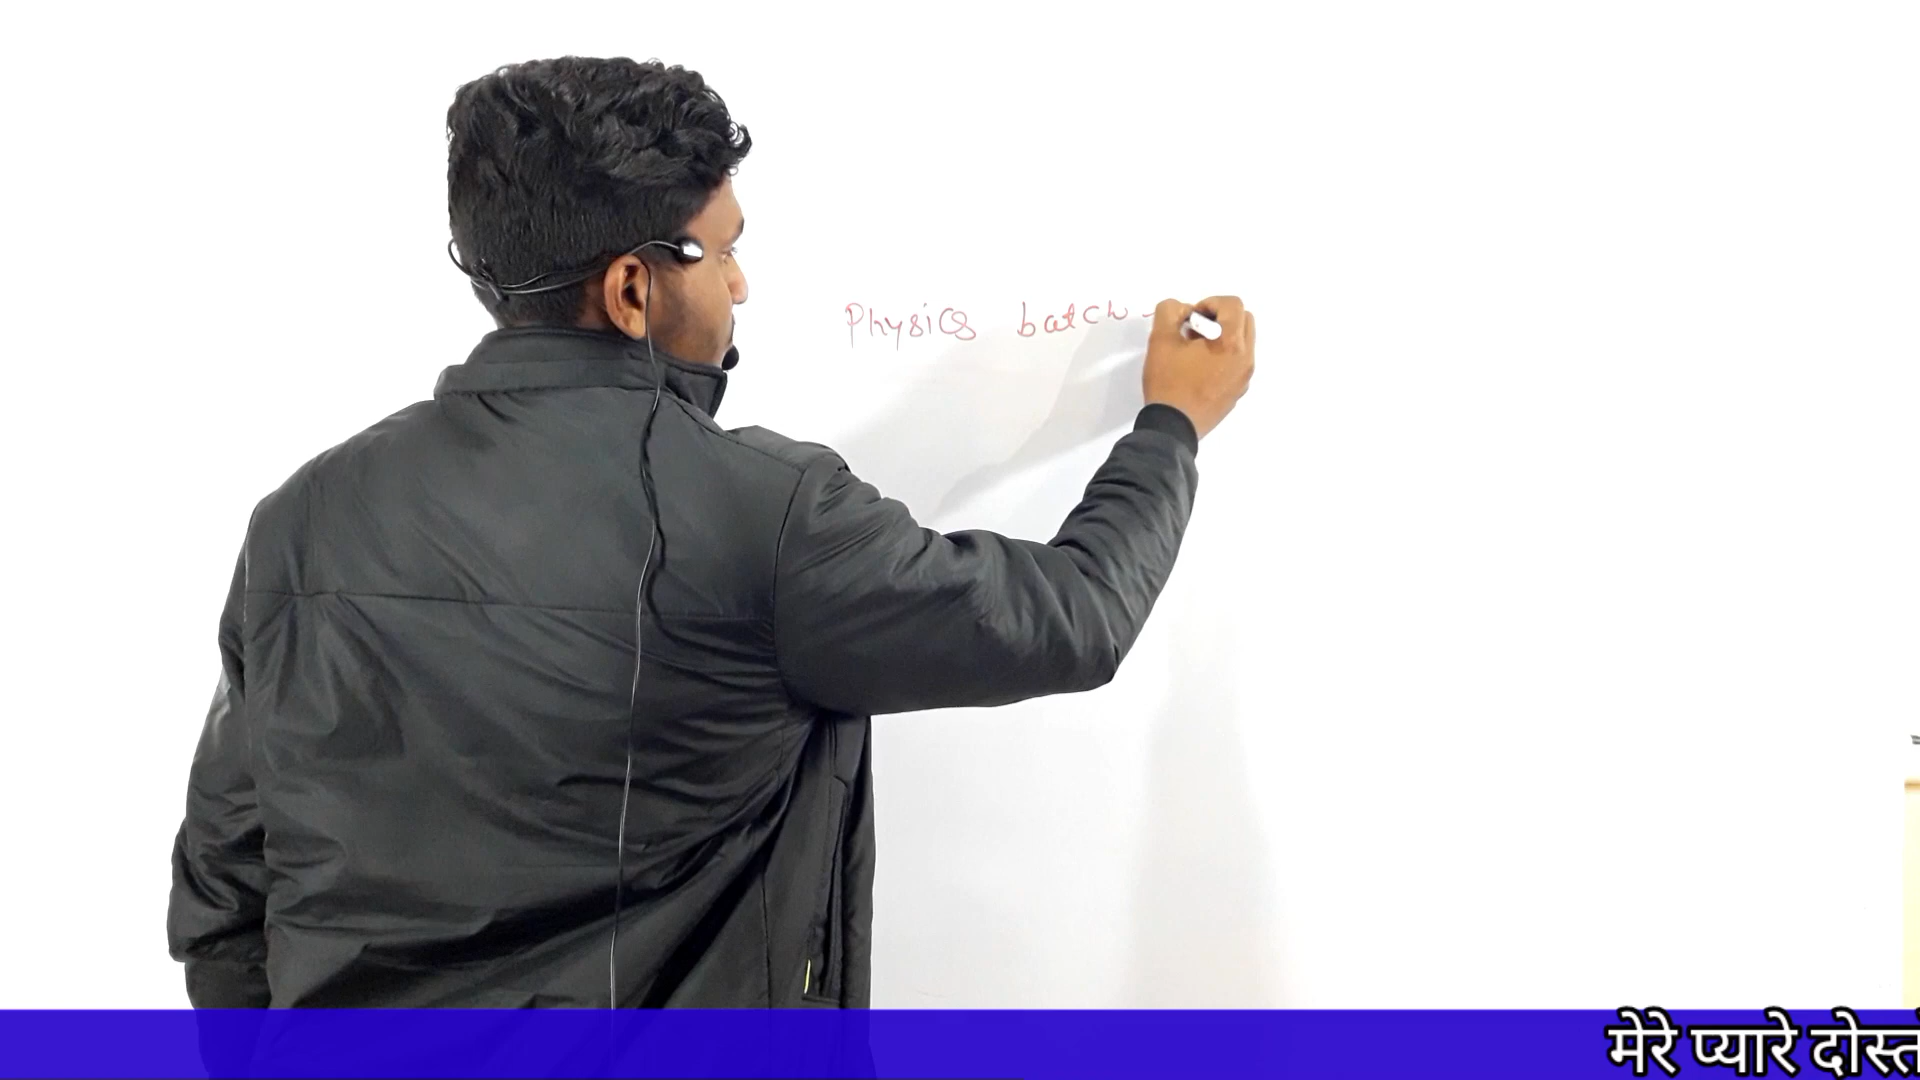 Physics batch -
मेरे प्यारे दोस्त